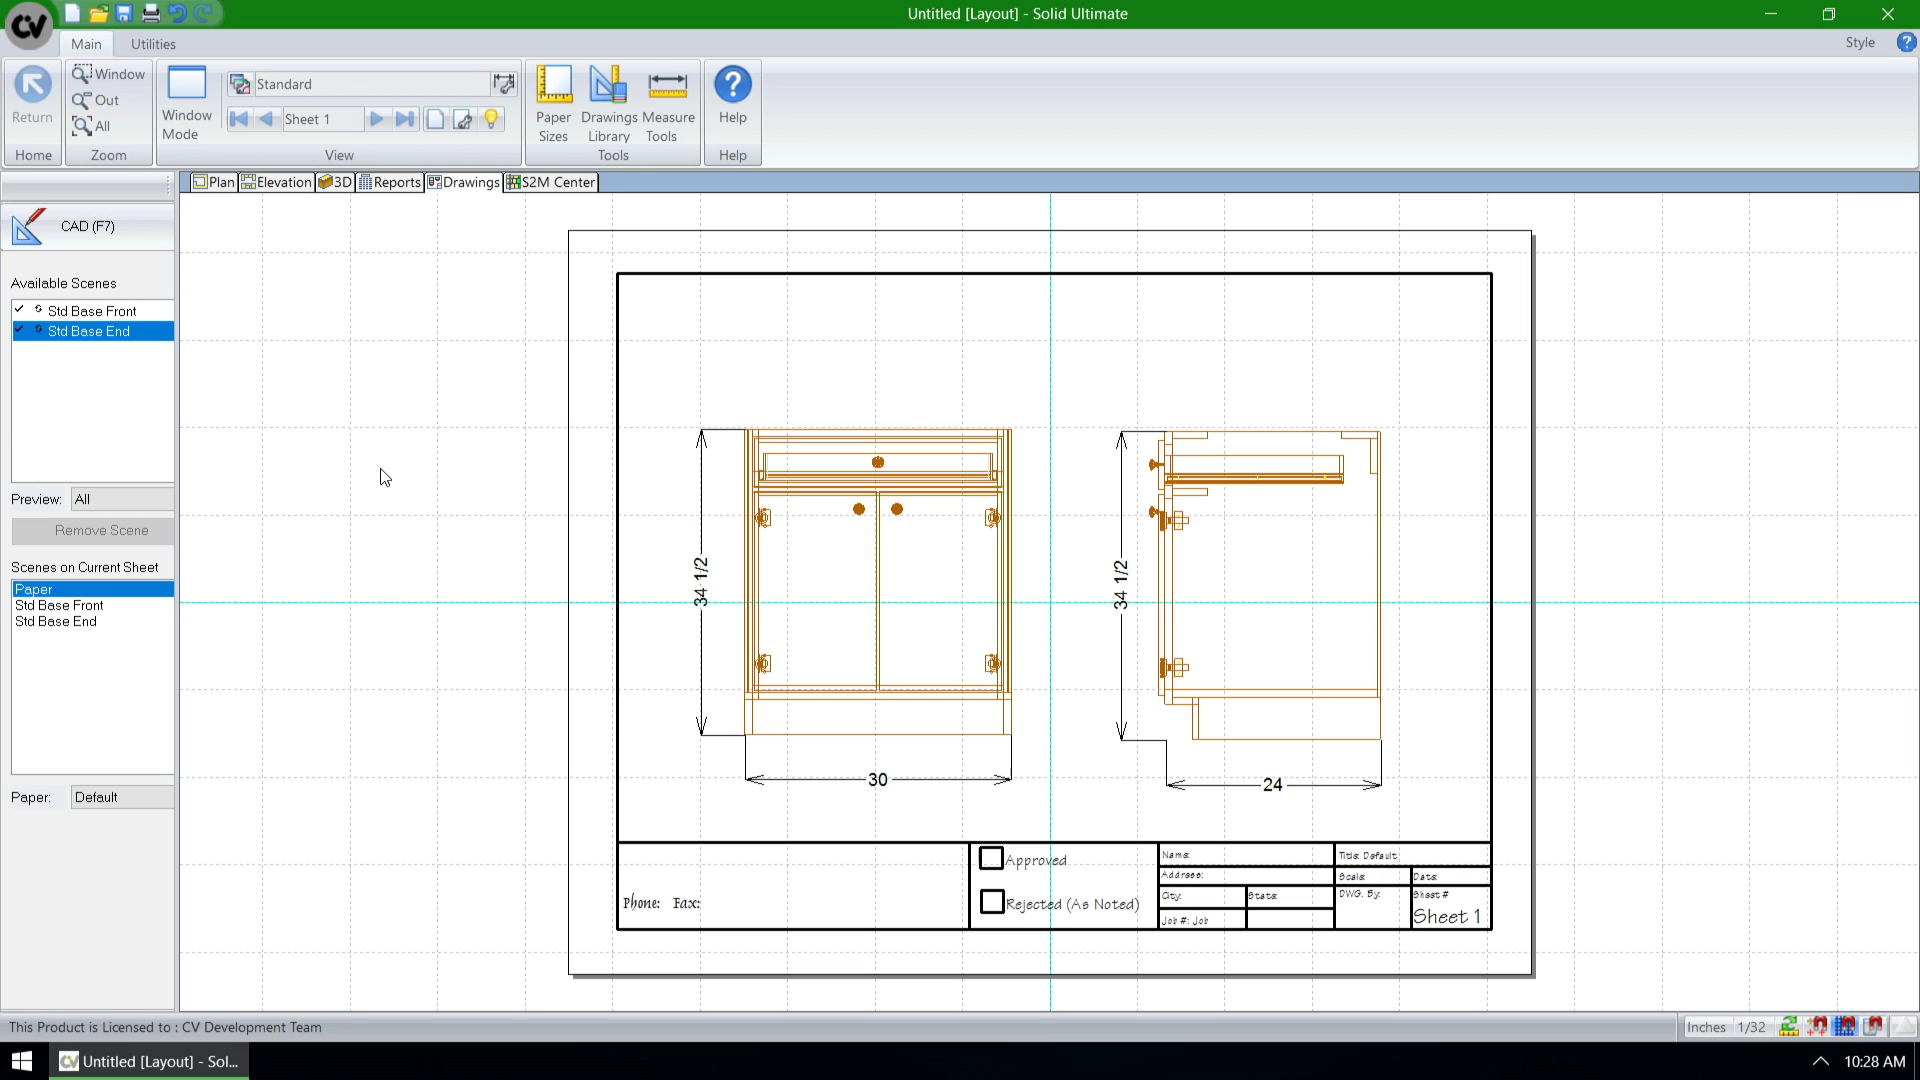 Untitled [Layout] - Solid Ultimate
CV
Main
Utilities
Style
Return
Home
Window
Out
All
Zoom
Window
Mode
Standard
Sheet 1
View
Paper
Sizes
Drawings
Library
Measure
Tools
Tools
Help
Help
Plan
Elevation
3D
Reports
Drawings
S2M Center
CAD (F7)
Available Scenes
Std Base Front
Std Base End
Preview: All
Remove Scene
Scenes on Current Sheet
Paper
Std Base Front
Std Base End
Paper: Default
34 1/2
30
34 1/2
24
Phone: Fax:
Approved
Rejected (As Noted)
Name:
Address:
City:
State:
Job #: Job
Title: Default
Scale:
Date:
DWG. By:
Sheet #
Sheet 1
This Product is Licensed to : CV Development Team
Inches 1/32
Untitled [Layout] - Sol...
10:28 AM